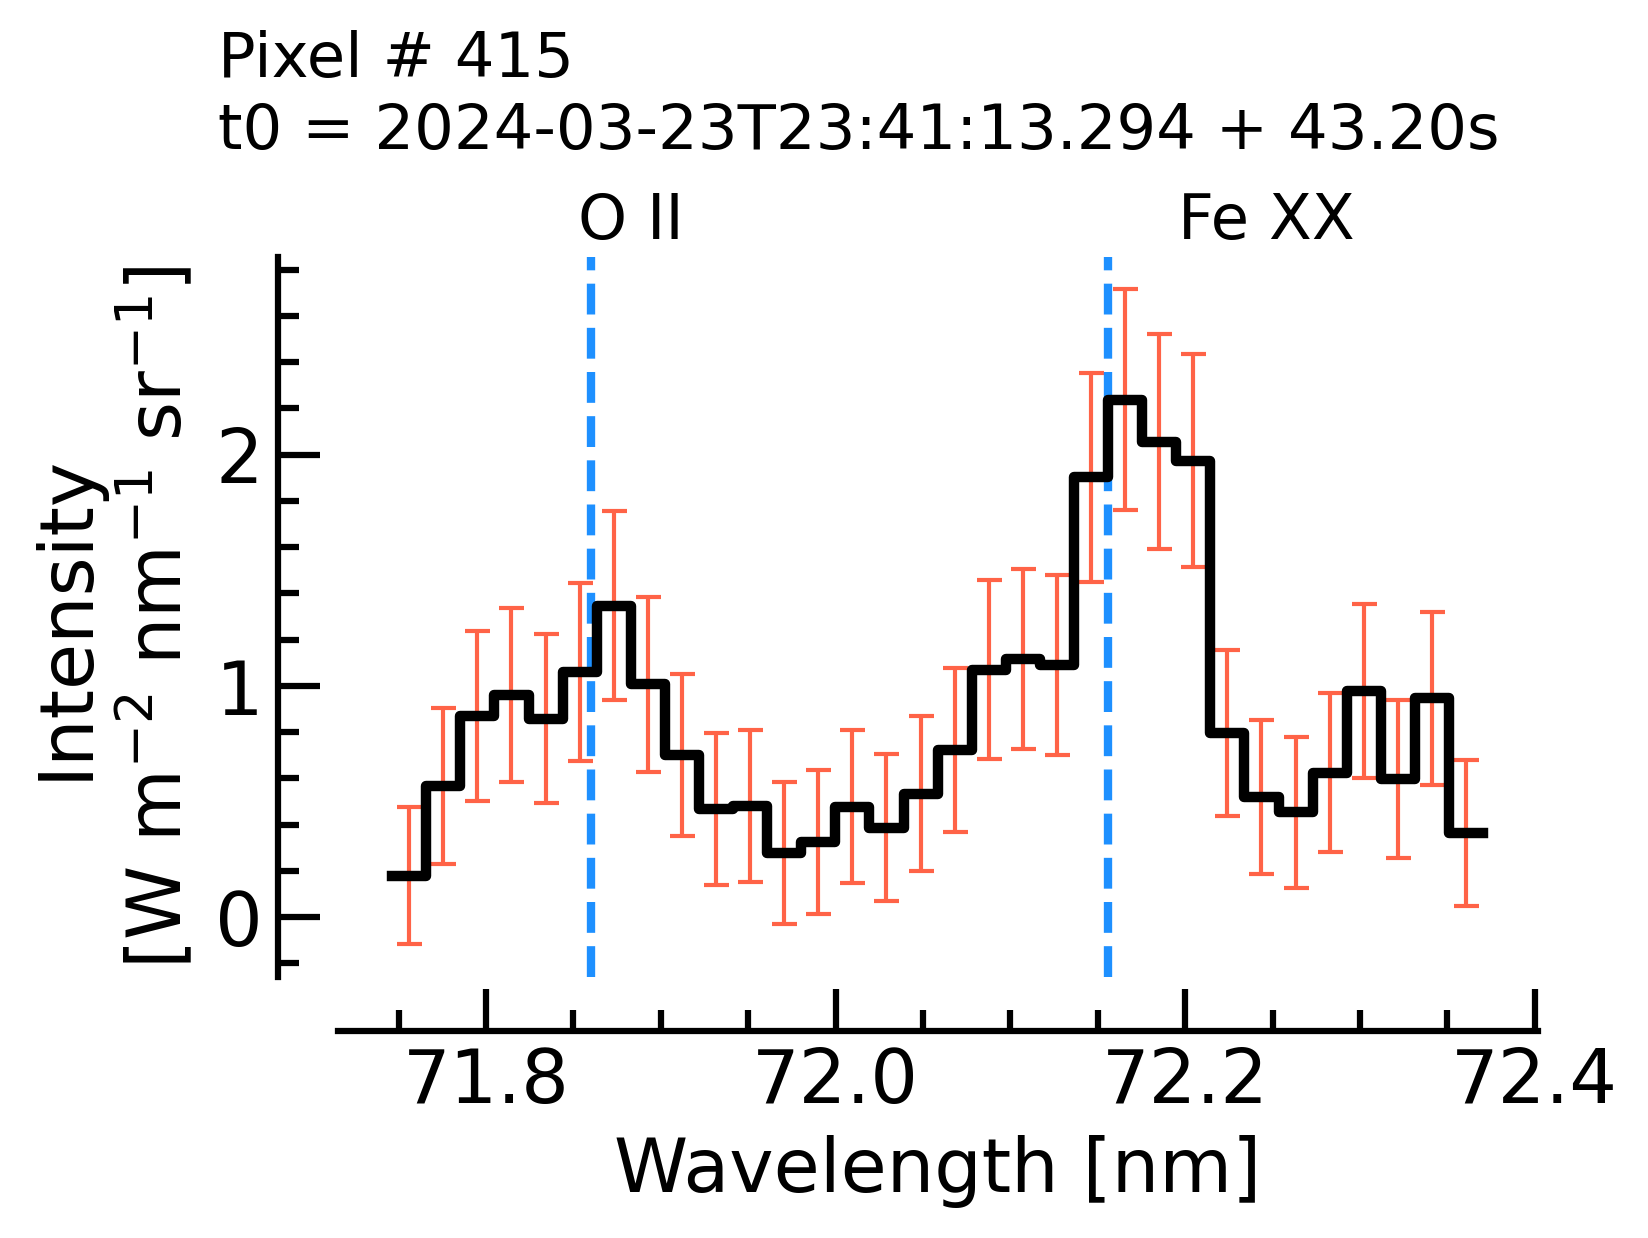 Pixel # 415
t0 = 2024-03-23T23:41:13.294 + 43.20s
O II
Fe XX
Intensity
[W m⁻² nm⁻¹ sr⁻¹]
2
1
0
71.8
72.0
72.2
72.4
Wavelength [nm]